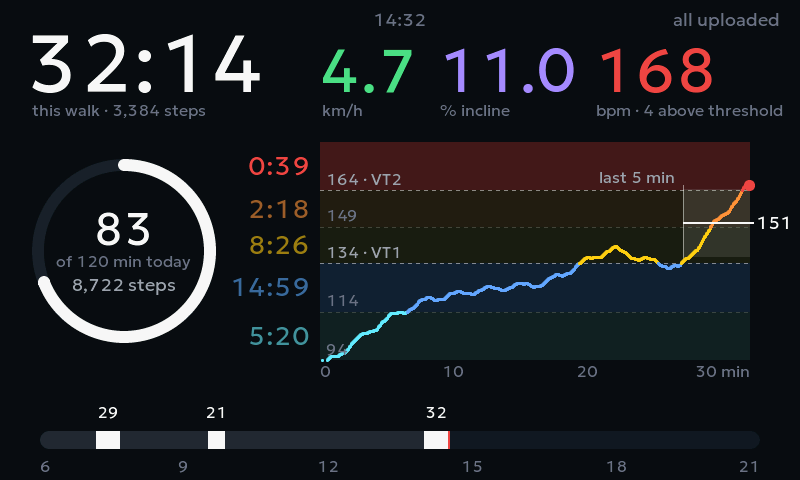 14:32
all uploaded
32:14
4.7
11.0
168
this walk · 3,384 steps
km/h
% incline
bpm · 4 above threshold
83
of 120 min today
8,722 steps
0:39
2:18
8:26
14:59
5:20
164 · VT2
149
134 · VT1
114
94
last 5 min
151
0
10
20
30 min
29
21
32
6
9
12
15
18
21